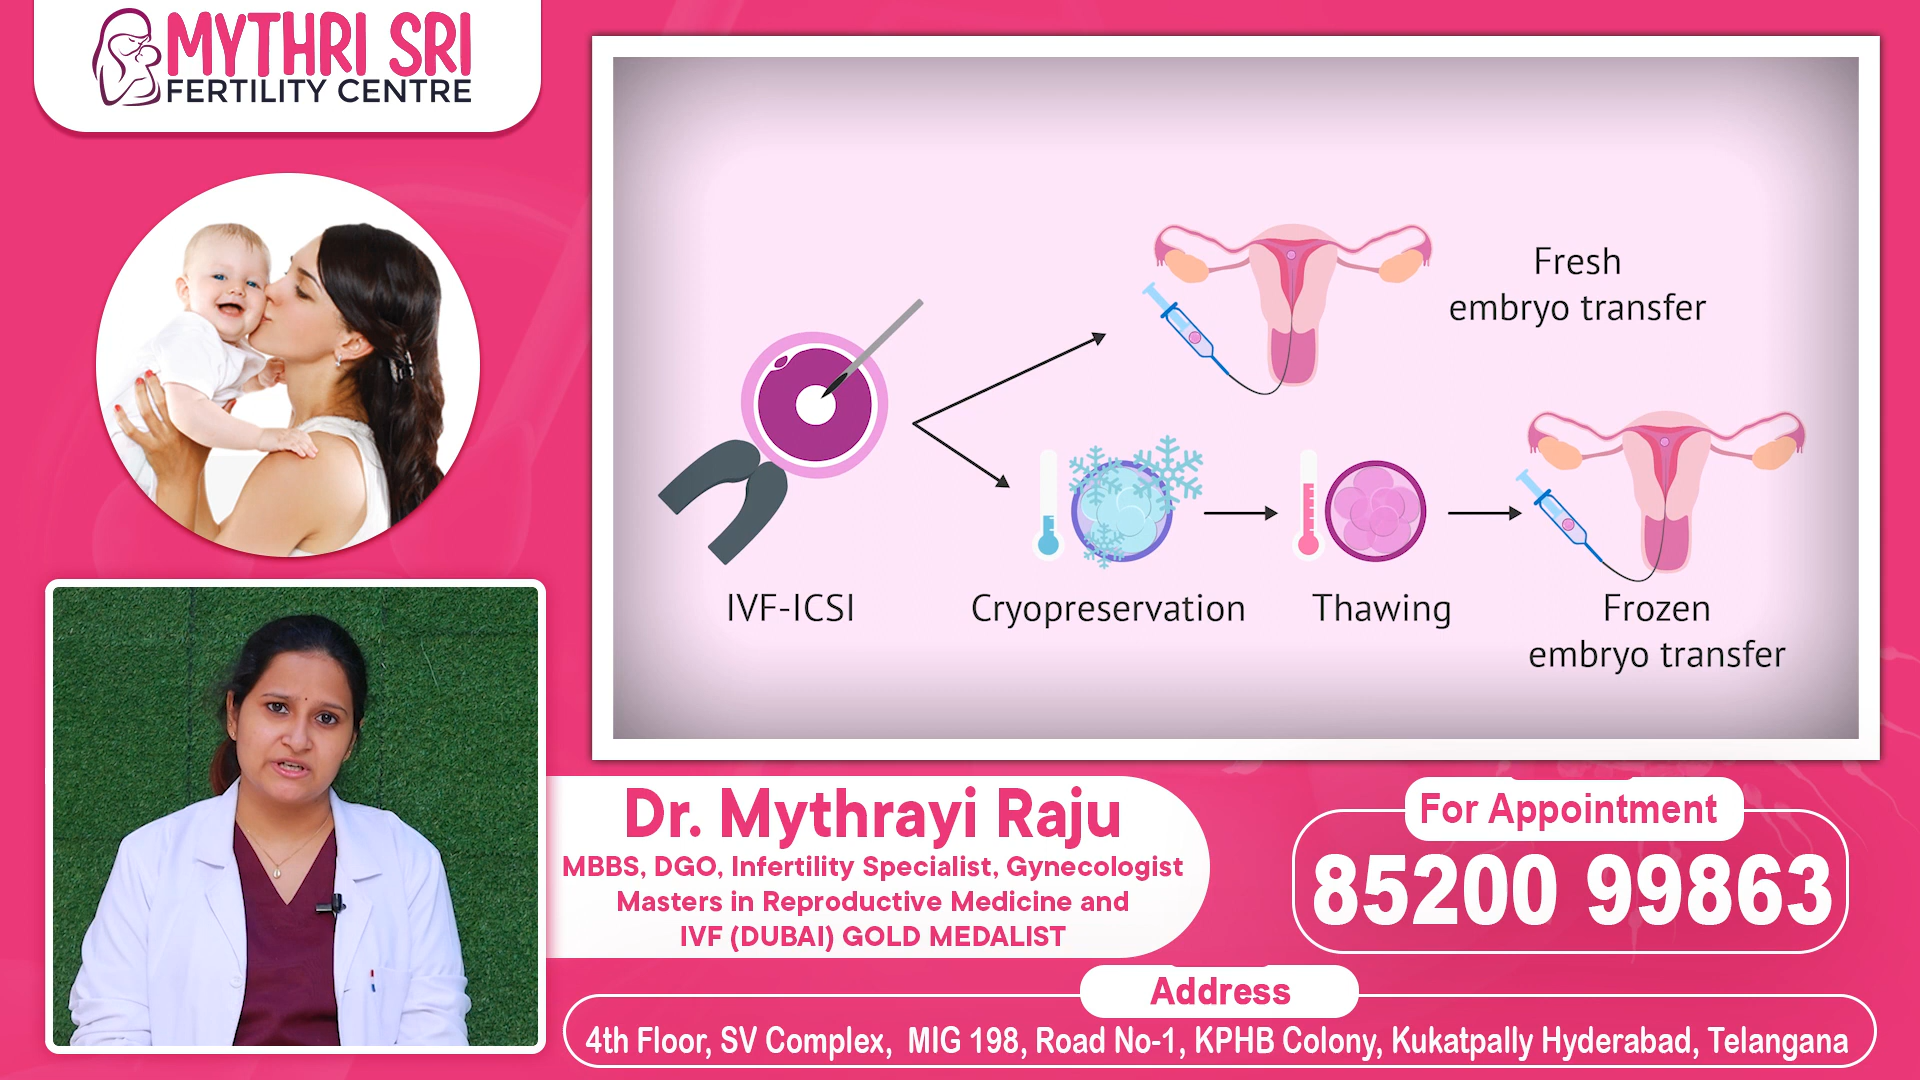 MYTHRI SRI
FERTILITY CENTRE
Fresh
embryo transfer
IVF-ICSI
Cryopreservation
Thawing
Frozen
embryo transfer
Dr. Mythrayi Raju
MBBS, DGO, Infertility Specialist, Gynecologist
Masters in Reproductive Medicine and
IVF (DUBAI) GOLD MEDALIST
For Appointment
85200 99863
Address
4th Floor, SV Complex, MIG 198, Road No-1, KPHB Colony, Kukatpally Hyderabad, Telangana